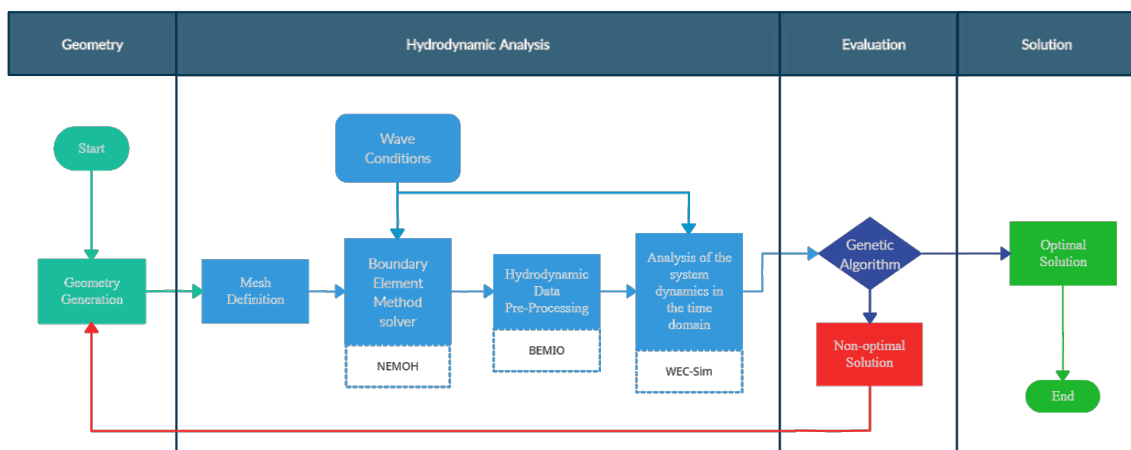 Geometry
Hydrodynamic Analysis
Evaluation
Solution
Start
Wave
Conditions
Geometry
Generation
Mesh
Definition
Boundary
Element
Method
solver
NEMOH
Hydrodynamic
Data
Pre-Processing
BEMIO
Analysis of the
system
dynamics in
the time
domain
WEC-Sim
Genetic
Algorithm
Non-optimal
Solution
Optimal
Solution
End